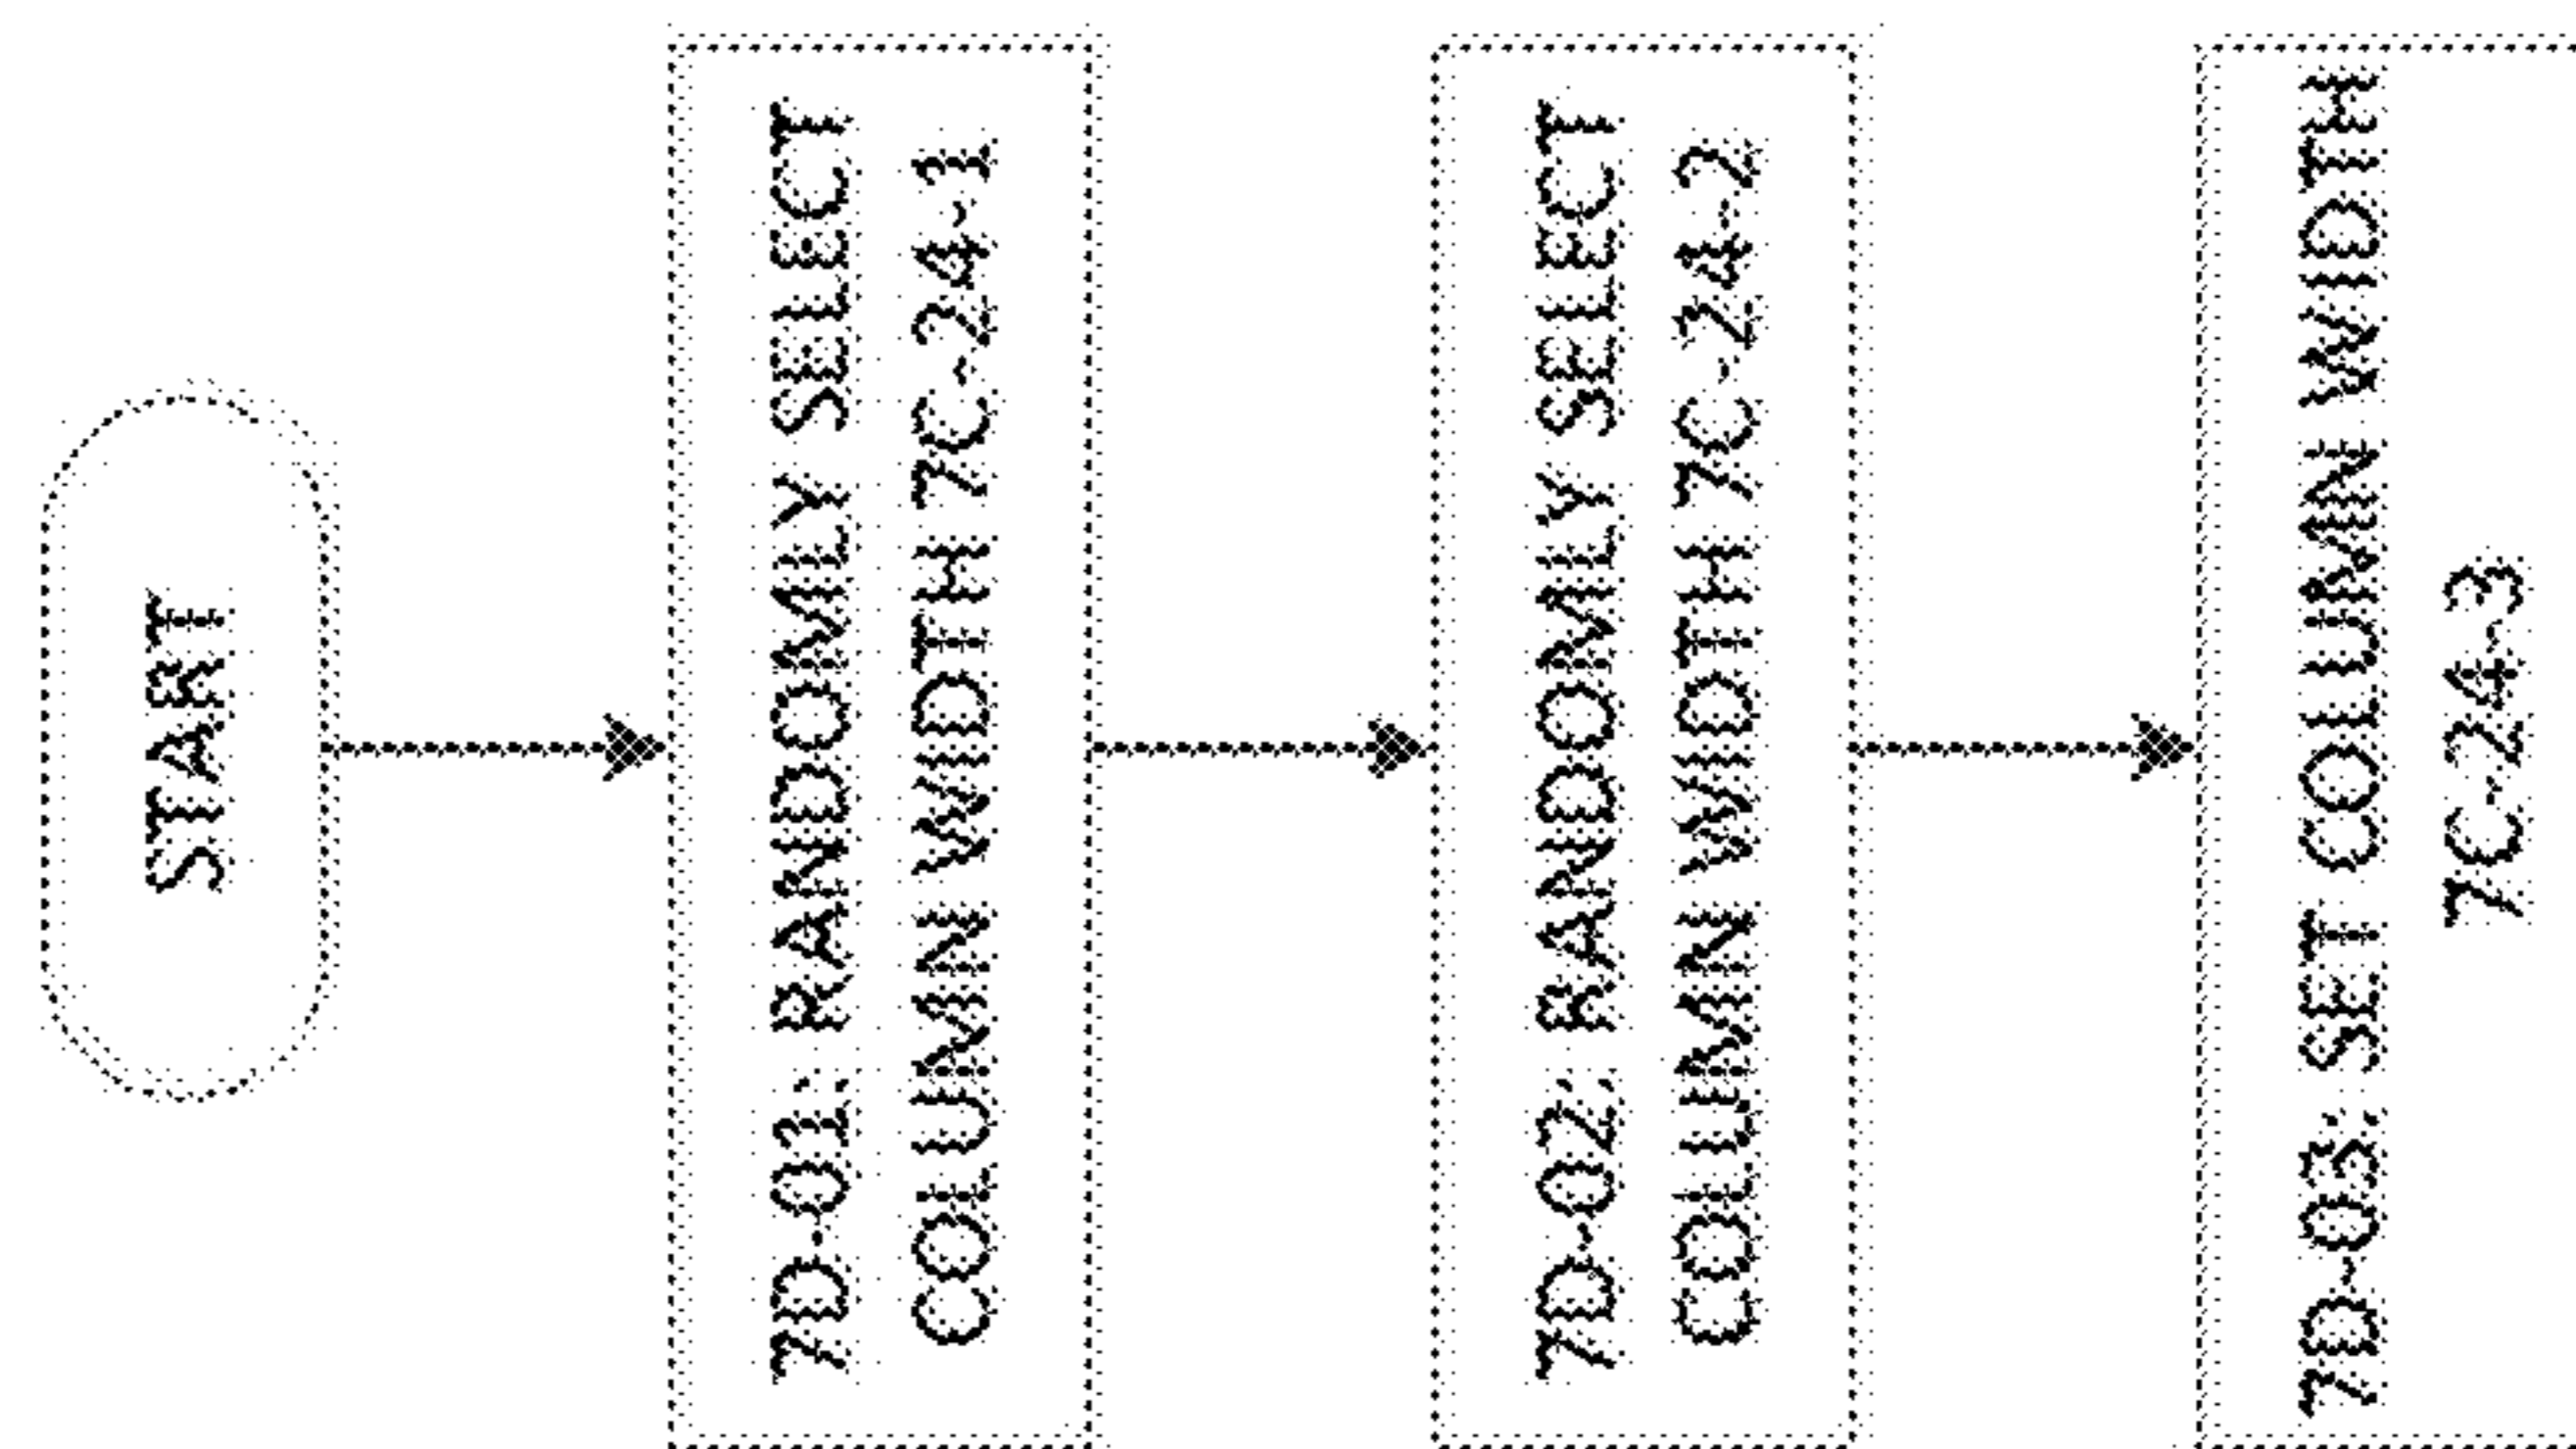 START
7D-01: RANDOMLY SELECT
COLUMN WIDTH 7C-24-1
7D-02: RANDOMLY SELECT
COLUMN WIDTH 7C-24-2
7D-03: SET COLUMN WIDTH
7C-24-3